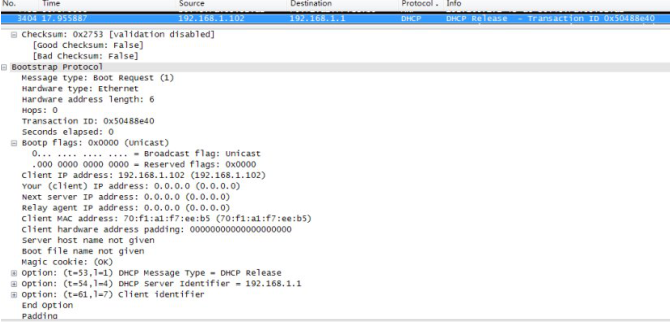 No. Time Source Destination Protocol . Info
3404 17.955887 192.168.1.102 192.168.1.1 DHCP DHCP Release - Transaction ID 0x50488e40
Checksum: 0x2753 [validation disabled]
[Good Checksum: False]
[Bad Checksum: False]
Bootstrap Protocol
Message type: Boot Request (1)
Hardware type: Ethernet
Hardware address length: 6
Hops: 0
Transaction ID: 0x50488e40
Seconds elapsed: 0
Bootp flags: 0x0000 (Unicast)
0... .... .... .... = Broadcast flag: Unicast
.000 0000 0000 0000 = Reserved flags: 0x0000
Client IP address: 192.168.1.102 (192.168.1.102)
Your (client) IP address: 0.0.0.0 (0.0.0.0)
Next server IP address: 0.0.0.0 (0.0.0.0)
Relay agent IP address: 0.0.0.0 (0.0.0.0)
Client MAC address: 70:f1:a1:f7:ee:b5 (70:f1:a1:f7:ee:b5)
Client hardware address padding: 00000000000000000000
Server host name not given
Boot file name not given
Magic cookie: (OK)
Option: (t=53,l=1) DHCP Message Type = DHCP Release
Option: (t=54,l=4) DHCP Server Identifier = 192.168.1.1
Option: (t=61,l=7) Client identifier
End Option
Padding